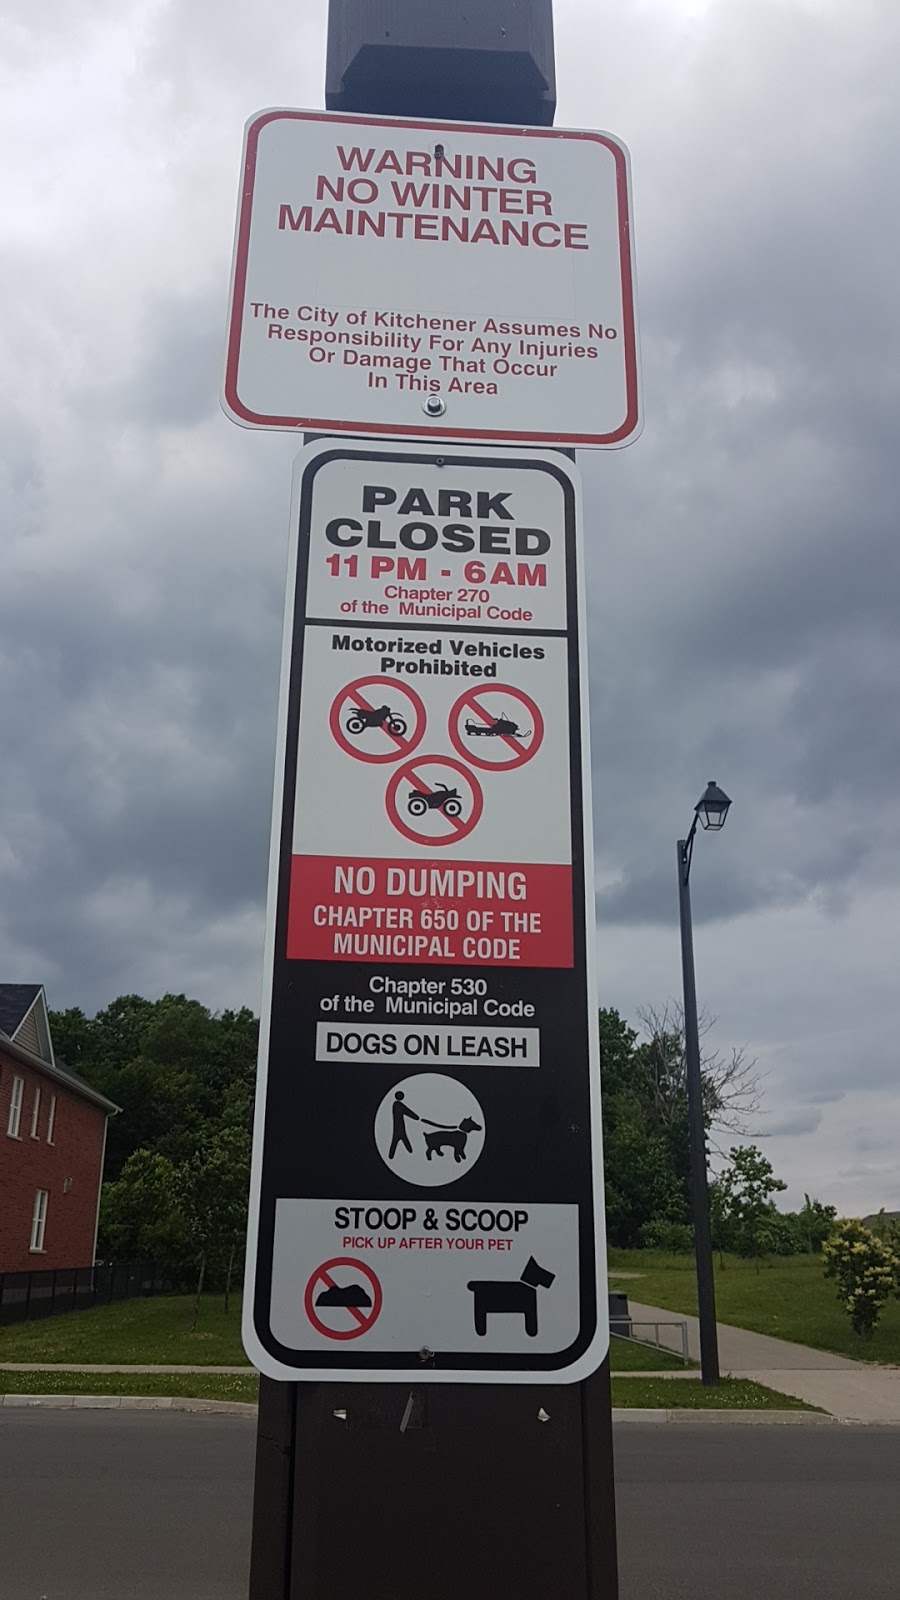 WARNING
NO WINTER
MAINTENANCE
The City of Kitchener Assumes No
Responsibility For Any Injuries
Or Damage That Occur
In This Area
PARK
CLOSED
11 PM - 6 AM
Chapter 270
of the Municipal Code
Motorized Vehicles
Prohibited
NO DUMPING
CHAPTER 650 OF THE
MUNICIPAL CODE
Chapter 530
of the Municipal Code
DOGS ON LEASH
STOOP & SCOOP
PICK UP AFTER YOUR PET